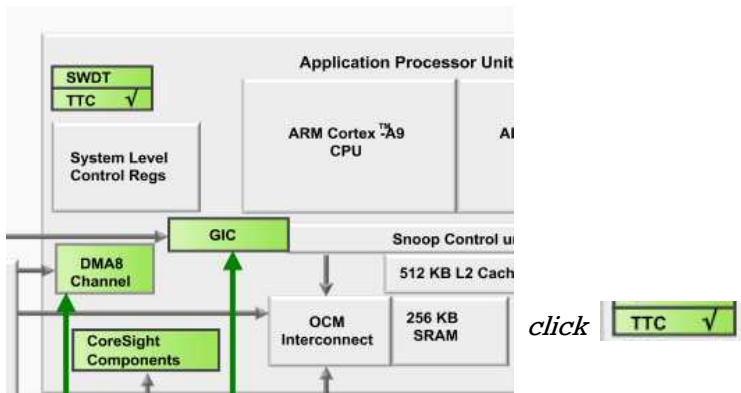 Application Processor Unit
SWDT
TTC √
ARM Cortex™-A9
CPU
System Level
Control Regs
GIC
Snoop Control
DMA8
Channel
512 KB L2 Cach
OCM
Interconnect
256 KB
SRAM
CoreSight
Components
click
TTC √